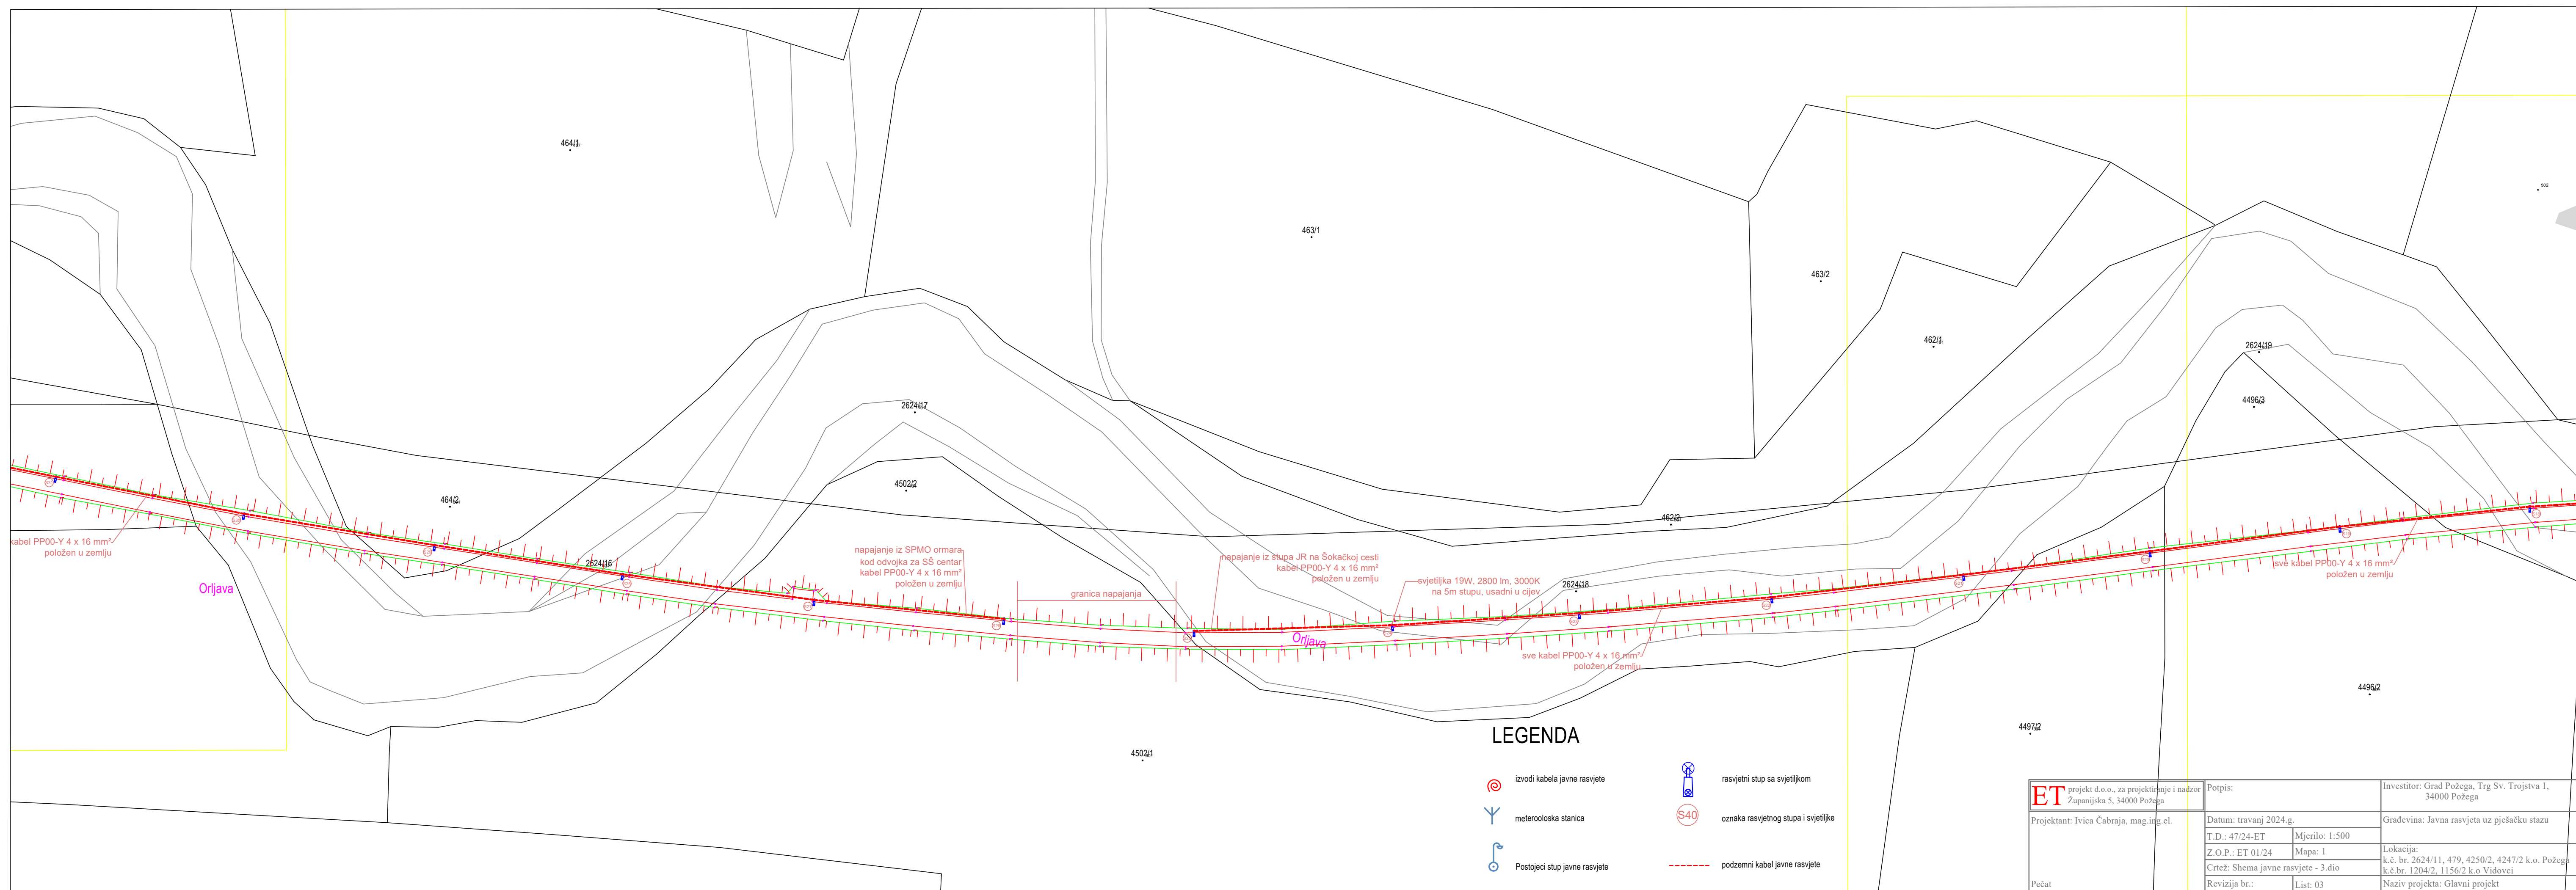 464/1
463/1
463/2
462/1
502
2624/19
4496/3
2624/17
4502/2
464/2
462/2
kabel PP00-Y 4 x 16 mm²
položen u zemlju
Orljava
2624/16
napajanje iz SPMO ormara
kod odvojka za SŠ centar
kabel PP00-Y 4 x 16 mm²
položen u zemlju
granica napajanja
napajanje iz stupa JR na Šokačkoj cesti
kabel PP00-Y 4 x 16 mm²
položen u zemlju
svjetiljka 19W, 2800 lm, 3000K
na 5m stupu, usadni u cijev
2624/18
Orljava
sve kabel PP00-Y 4 x 16 mm²
položen u zemlju
sve kabel PP00-Y 4 x 16 mm²
položen u zemlju
4496/2
4497/2
4502/1
LEGENDA
izvodi kabela javne rasvjete
rasvjetni stup sa svjetiljkom
meterooloska stanica
S40
oznaka rasvjetnog stupa i svjetiljke
Postojeci stup javne rasvjete
podzemni kabel javne rasvjete
ET projekt d.o.o., za projektiranje i nadzor
Županijska 5, 34000 Požega
Potpis:
Investitor: Grad Požega, Trg Sv. Trojstva 1,
34000 Požega
Projektant: Ivica Čabraja, mag.ing.el.
Datum: travanj 2024.g.
Građevina: Javna rasvjeta uz pješačku stazu
T.D.: 47/24-ET
Mjerilo: 1:500
Z.O.P.: ET 01/24
Mapa: 1
Lokacija:
k.č. br. 2624/11, 479, 4250/2, 4247/2 k.o. Požega
k.č.br. 1204/2, 1156/2 k.o Vidovci
Crtež: Shema javne rasvjete - 3.dio
Pečat
Revizija br.:
List: 03
Naziv projekta: Glavni projekt